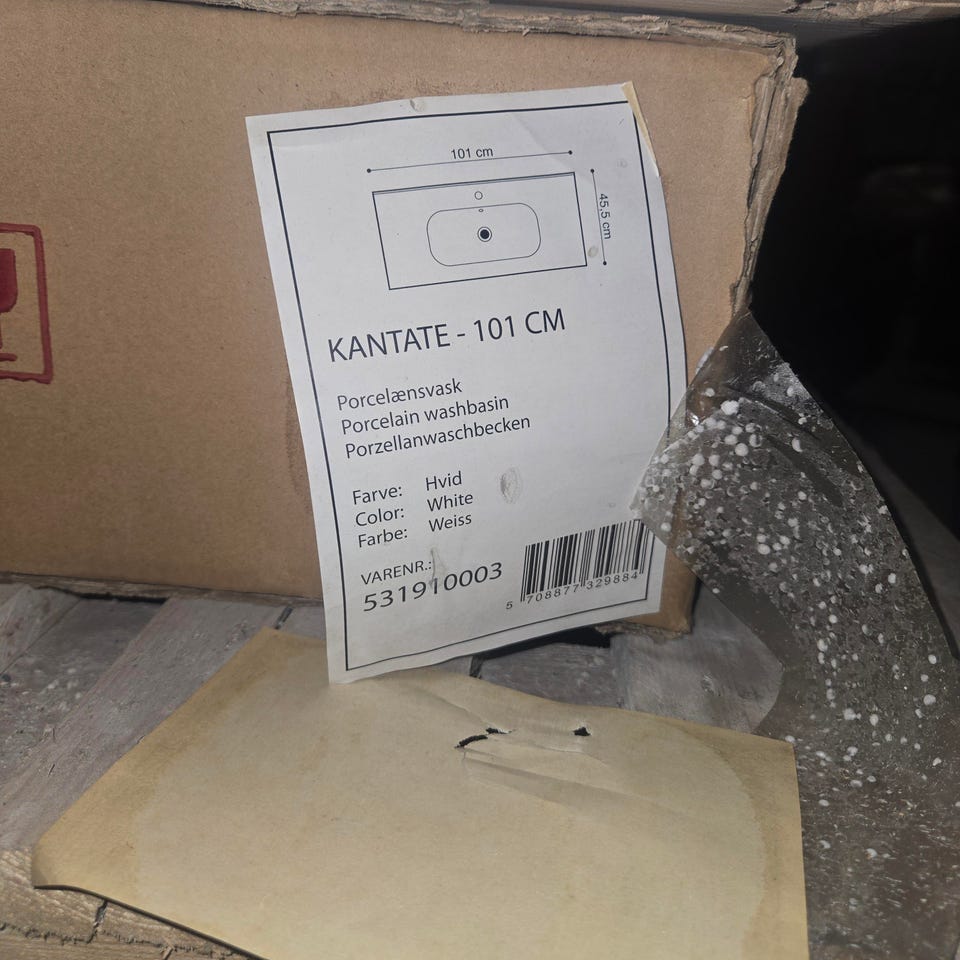 101 cm
45,5 cm
KANTATE - 101 CM
Porcelænsvask
Porcelain washbasin
Porzellanwaschbecken
Farve: Hvid
Color: White
Farbe: Weiss
VARENR.:
531910003
5 708877 329884